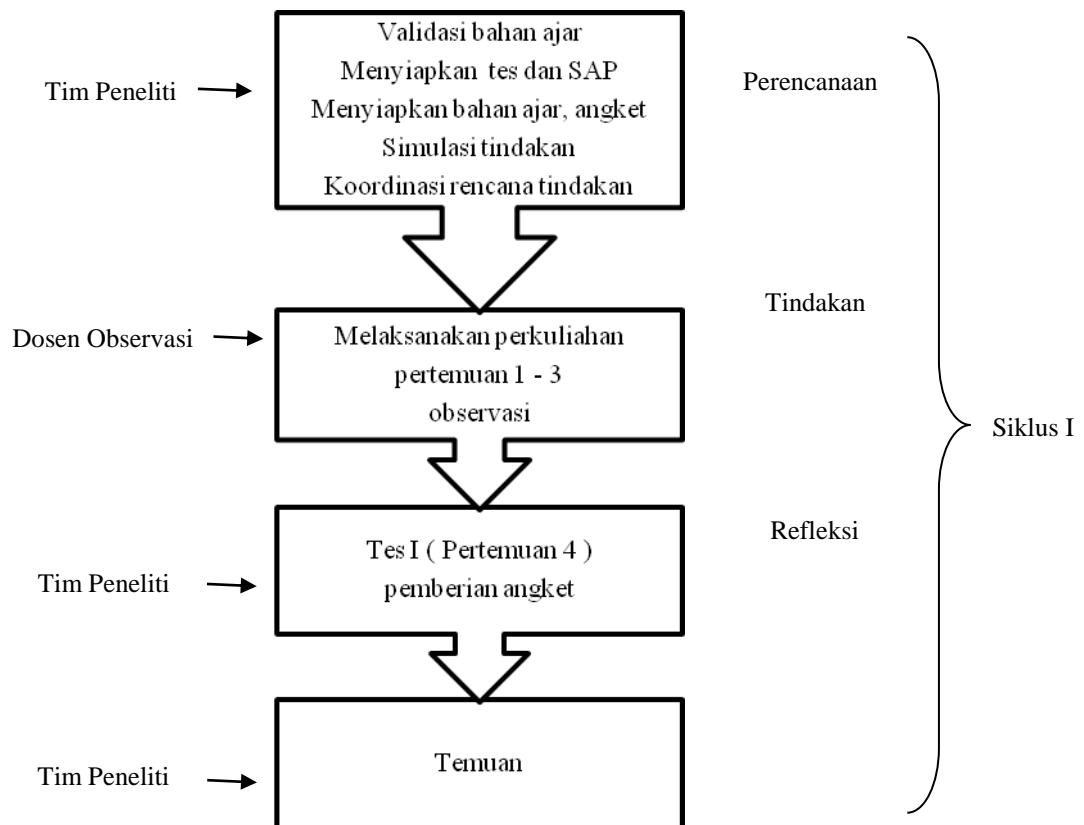 Validasi bahan ajar
Menyiapkan tes dan SAP
Menyiapkan bahan ajar, angket
Simulasi tindakan
Koordinasi rencana tindakan
Tim Peneliti
Perencanaan
Tindakan
Dosen Observasi
Melaksanakan perkuliahan
pertemuan 1 - 3
observasi
Siklus I
Refleksi
Tes I ( Pertemuan 4 )
pemberian angket
Tim Peneliti
Temuan
Tim Peneliti